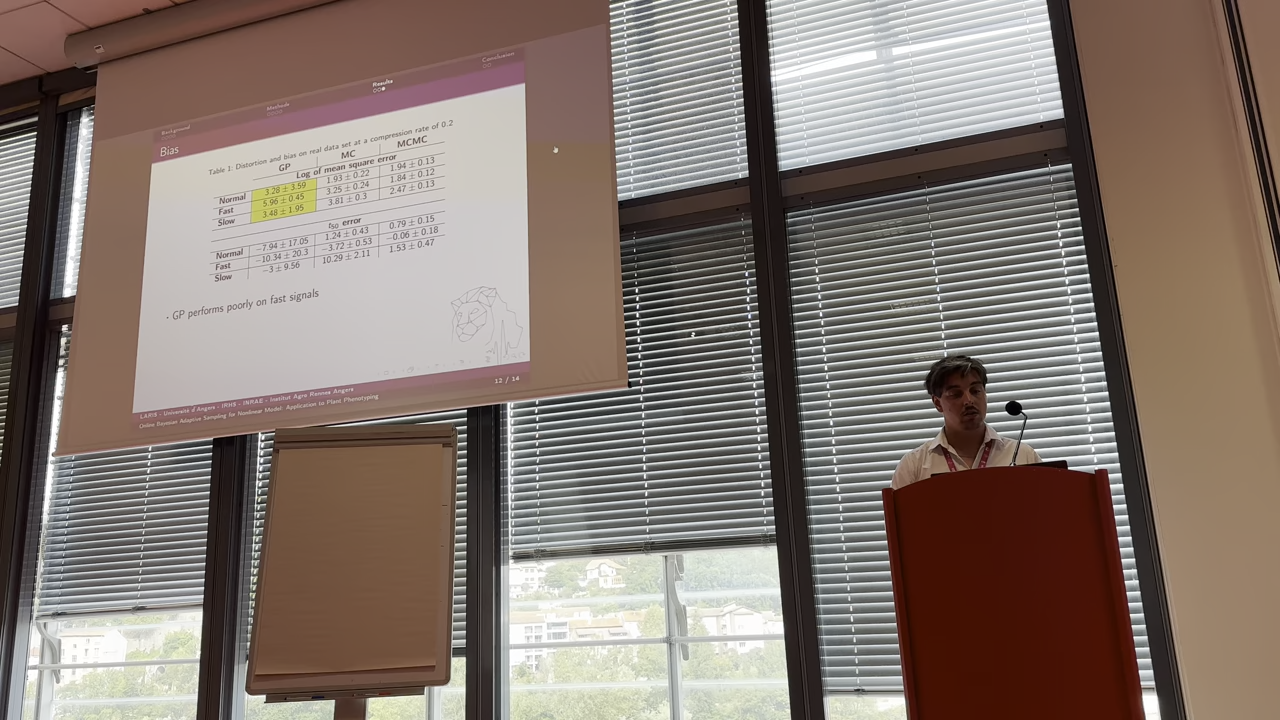 Background
Methods
Results
Conclusion
Bias
Table 1: Distortion and bias on real data set at a compression rate of 0.2
GP MC MCMC
Log of mean square error
Normal 3.28 ± 3.59 1.93 ± 0.22 1.94 ± 0.13
Fast 5.96 ± 0.45 3.25 ± 0.24 1.84 ± 0.12
Slow 3.48 ± 1.95 3.81 ± 0.3 2.47 ± 0.13
t50 error
Normal −7.94 ± 17.05 1.24 ± 0.43 0.79 ± 0.15
Fast −10.34 ± 20.3 −3.72 ± 0.53 −0.06 ± 0.18
Slow −3 ± 9.56 10.29 ± 2.11 1.53 ± 0.47
• GP performs poorly on fast signals
12 / 14
LARIS - Université d'Angers - IRHS - INRAE - Institut Agro Rennes Angers
Online Bayesian Adaptive Sampling for Nonlinear Model: Application to Plant Phenotyping